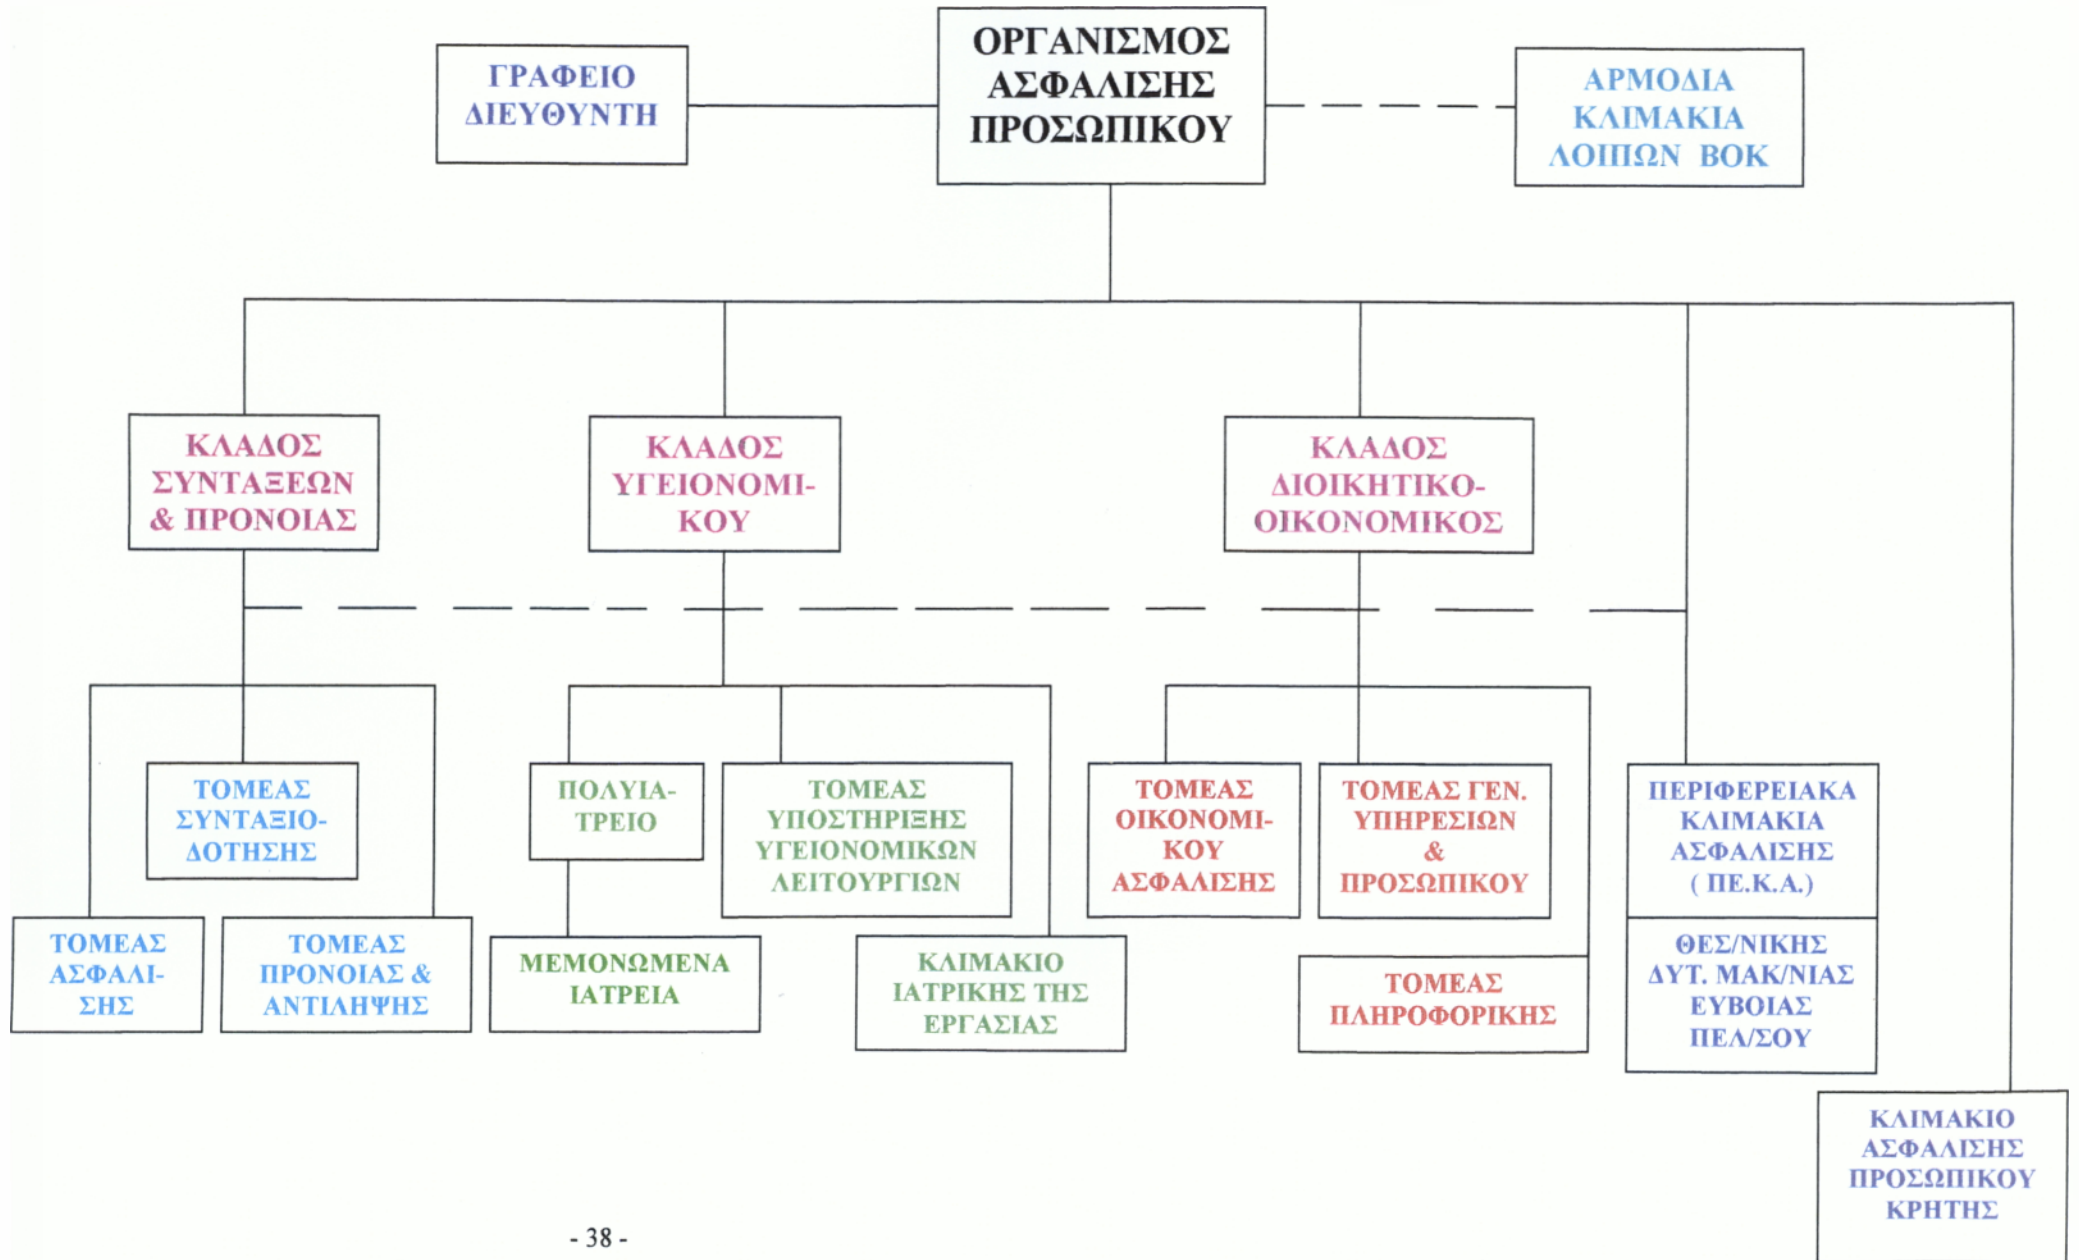 ΓΡΑΦΕΙΟ
ΔΙΕΥΘΥΝΤΗ
ΟΡΓΑΝΙΣΜΟΣ
ΑΣΦΑΛΙΣΗΣ
ΠΡΟΣΩΠΙΚΟΥ
ΑΡΜΟΔΙΑ
ΚΛΙΜΑΚΙΑ
ΛΟΙΠΩΝ ΒΟΚ
ΚΛΑΔΟΣ
ΣΥΝΤΑΞΕΩΝ
& ΠΡΟΝΟΙΑΣ
ΚΛΑΔΟΣ
ΥΓΕΙΟΝΟΜΙ-
ΚΟΥ
ΚΛΑΔΟΣ
ΔΙΟΙΚΗΤΙΚΟ-
ΟΙΚΟΝΟΜΙΚΟΣ
ΤΟΜΕΑΣ
ΣΥΝΤΑΞΙΟ-
ΔΟΤΗΣΗΣ
ΠΟΛΥΙΑ-
ΤΡΕΙΟ
ΤΟΜΕΑΣ
ΥΠΟΣΤΗΡΙΞΗΣ
ΥΓΕΙΟΝΟΜΙΚΩΝ
ΛΕΙΤΟΥΡΓΙΩΝ
ΤΟΜΕΑΣ
ΟΙΚΟΝΟΜΙ-
ΚΟΥ
ΑΣΦΑΛΙΣΗΣ
ΤΟΜΕΑΣ ΓΕΝ.
ΥΠΗΡΕΣΙΩΝ
&
ΠΡΟΣΩΠΙΚΟΥ
ΠΕΡΙΦΕΡΕΙΑΚΑ
ΚΛΙΜΑΚΙΑ
ΑΣΦΑΛΙΣΗΣ
( ΠΕ.Κ.Α.)
ΤΟΜΕΑΣ
ΑΣΦΑΛΙ-
ΣΗΣ
ΤΟΜΕΑΣ
ΠΡΟΝΟΙΑΣ &
ΑΝΤΙΛΗΨΗΣ
ΜΕΜΟΝΩΜΕΝΑ
ΙΑΤΡΕΙΑ
ΚΛΙΜΑΚΙΟ
ΙΑΤΡΙΚΗΣ ΤΗΣ
ΕΡΓΑΣΙΑΣ
ΤΟΜΕΑΣ
ΠΛΗΡΟΦΟΡΙΚΗΣ
ΘΕΣ/ΝΙΚΗΣ
ΔΥΤ. ΜΑΚ/ΝΙΑΣ
ΕΥΒΟΙΑΣ
ΠΕΛ/ΣΟΥ
ΚΛΙΜΑΚΙΟ
ΑΣΦΑΛΙΣΗΣ
ΠΡΟΣΩΠΙΚΟΥ
ΚΡΗΤΗΣ
- 38 -